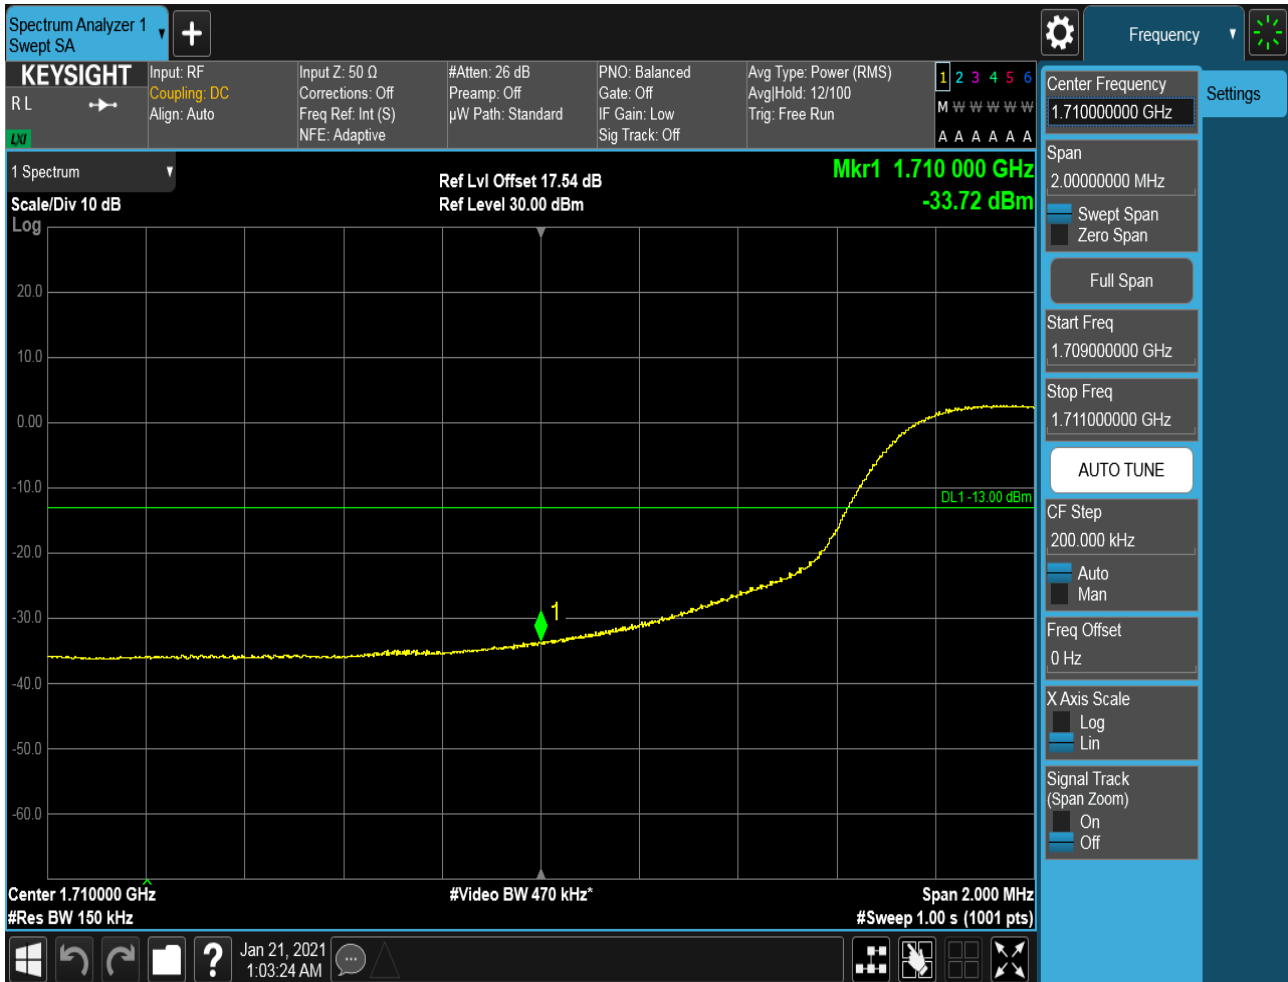 Spectrum Analyzer 1
Swept SA
+
Frequency
KEYSIGHT
R L
LXI
Input: RF
Coupling: DC
Align: Auto
Input Z: 50 Ω
Corrections: Off
Freq Ref: Int (S)
NFE: Adaptive
#Atten: 26 dB
Preamp: Off
µW Path: Standard
PNO: Balanced
Gate: Off
IF Gain: Low
Sig Track: Off
Avg Type: Power (RMS)
Avg|Hold: 12/100
Trig: Free Run
1 2 3 4 5 6
M W W W W W
A A A A A A
1 Spectrum
Scale/Div 10 dB
Log
Ref Lvl Offset 17.54 dB
Ref Level 30.00 dBm
Mkr1 1.710 000 GHz
-33.72 dBm
20.0
10.0
0.00
-10.0
-20.0
-30.0
-40.0
-50.0
-60.0
DL1 -13.00 dBm
1
Center 1.710000 GHz
#Res BW 150 kHz
#Video BW 470 kHz*
Span 2.000 MHz
#Sweep 1.00 s (1001 pts)
?
Jan 21, 2021
1:03:24 AM
Center Frequency
1.710000000 GHz
Span
2.00000000 MHz
Swept Span
Zero Span
Full Span
Start Freq
1.709000000 GHz
Stop Freq
1.711000000 GHz
AUTO TUNE
CF Step
200.000 kHz
Auto
Man
Freq Offset
0 Hz
X Axis Scale
Log
Lin
Signal Track
(Span Zoom)
On
Off
Settings